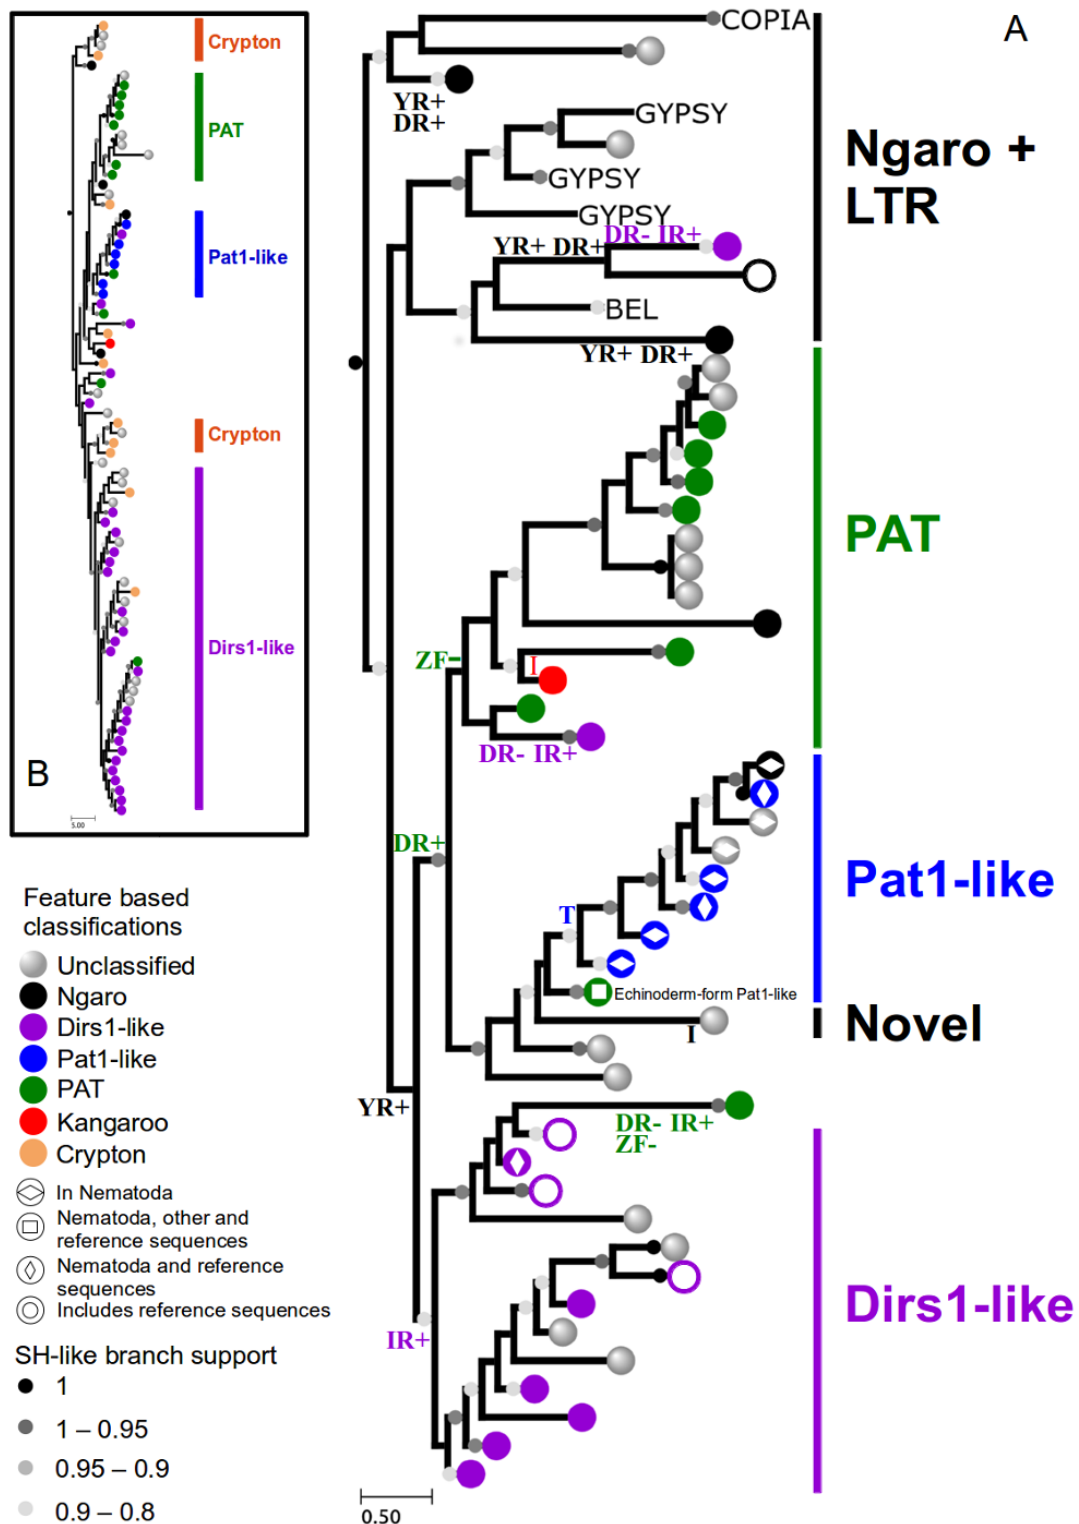 Crypton
PAT
Pat1-like
Crypton
Dirs1-like
B
5.00
A
COPIA
YR+
DR+
GYPSY
GYPSY
GYPSY
DR- IR+
YR+ DR+
BEL
YR+ DR+
Ngaro +
LTR
PAT
ZF-
I
DR- IR+
DR+
T
Echinoderm-form Pat1-like
Pat1-like
I
Novel
YR+
DR- IR+
ZF-
IR+
Dirs1-like
0.50
Feature based
classifications
Unclassified
Ngaro
Dirs1-like
Pat1-like
PAT
Kangaroo
Crypton
In Nematoda
Nematoda, other and
reference sequences
Nematoda and reference
sequences
Includes reference sequences
SH-like branch support
1
1 – 0.95
0.95 – 0.9
0.9 – 0.8